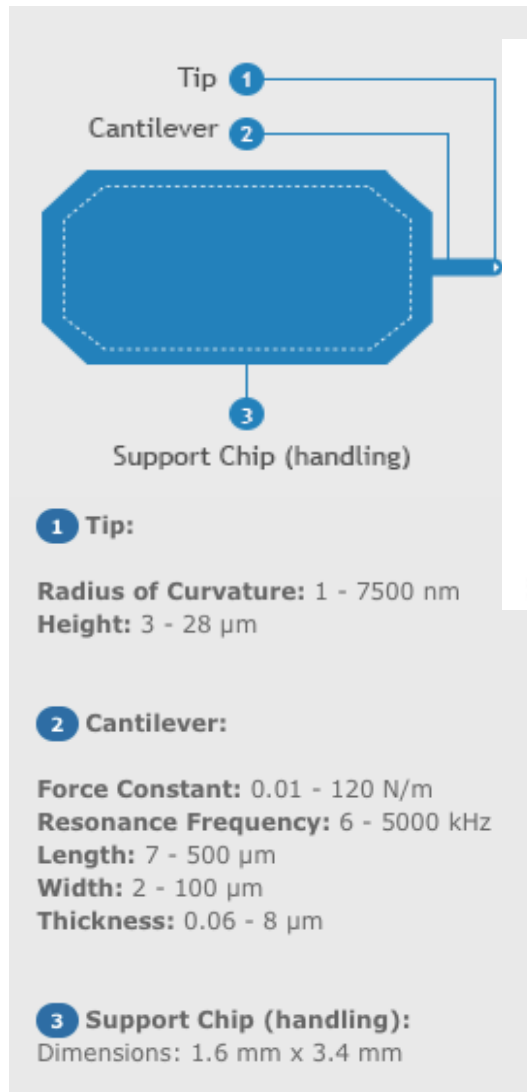 Tip 1
Cantilever 2
3
Support Chip (handling)
1 Tip:
Radius of Curvature: 1 - 7500 nm
Height: 3 - 28 μm
2 Cantilever:
Force Constant: 0.01 - 120 N/m
Resonance Frequency: 6 - 5000 kHz
Length: 7 - 500 μm
Width: 2 - 100 μm
Thickness: 0.06 - 8 μm
3 Support Chip (handling):
Dimensions: 1.6 mm x 3.4 mm